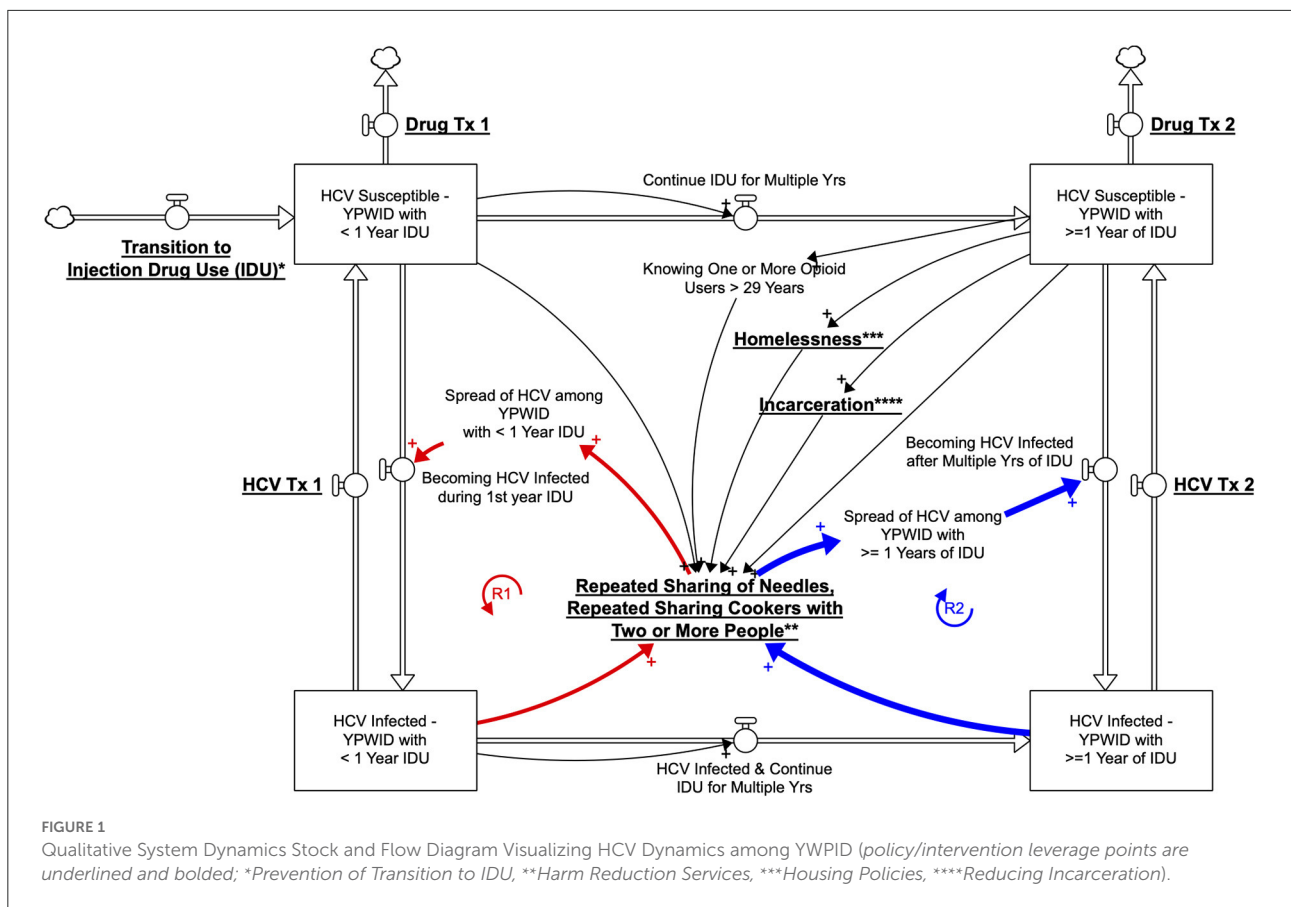 Drug Tx 1
Drug Tx 2
HCV Susceptible -
YPWID with
< 1 Year IDU
Continue IDU for Multiple Yrs
+
HCV Susceptible -
YPWID with
>=1 Year of IDU
Transition to
Injection Drug Use (IDU)*
Knowing One or More Opioid
Users > 29 Years
+
+
Homelessness***
+
Incarceration****
Spread of HCV among
YPWID
with < 1 Year IDU
+
+
Becoming HCV Infected
during 1st year IDU
HCV Tx 1
Becoming HCV Infected
after Multiple Yrs of IDU
+
HCV Tx 2
Spread of HCV among
YPWID with
>= 1 Years of IDU
+
+ + + + +
Repeated Sharing of Needles,
Repeated Sharing Cookers with
Two or More People**
R1
R2
+
+
HCV Infected -
YPWID with
< 1 Year IDU
+
HCV Infected & Continue
IDU for Multiple Yrs
HCV Infected -
YPWID with
>=1 Year of IDU
FIGURE 1
Qualitative System Dynamics Stock and Flow Diagram Visualizing HCV Dynamics among YWPID (policy/intervention leverage points are
underlined and bolded; *Prevention of Transition to IDU, **Harm Reduction Services, ***Housing Policies, ****Reducing Incarceration).